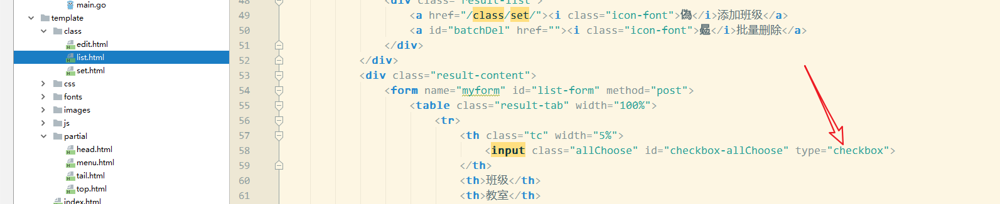 main.go
template
class
edit.html
list.html
set.html
css
fonts
images
js
partial
head.html
menu.html
tail.html
top.html
index.html
48 <div class="result-list">
49 <a href="/class/set/"><i class="icon-font"></i>添加班级</a>
50 <a id="batchDel" href=""><i class="icon-font"></i>批量删除</a>
51 </div>
52 </div>
53 <div class="result-content">
54 <form name="myform" id="list-form" method="post">
55 <table class="result-tab" width="100%">
56 <tr>
57 <th class="tc" width="5%">
58 <input class="allChoose" id="checkbox-allChoose" type="checkbox">
59 </th>
60 <th>班级</th>
61 <th>教室</th>